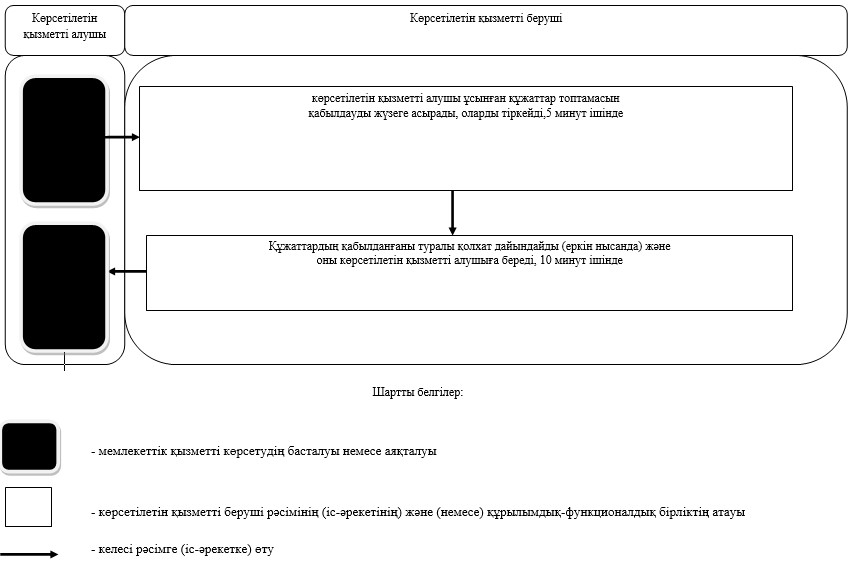 Көрсетілетін
қызметті алушы
Көрсетілетін қызметті беруші
көрсетілетін қызметті алушы ұсынған құжаттар топтамасын
қабылдауды жүзеге асырады, оларды тіркейді,5 минут ішінде
Құжаттардың қабылданғаны туралы қолхат дайындайды (еркін нысанда) және
оны көрсетілетін қызметті алушыға береді, 10 минут ішінде
Шартты белгілер:
- мемлекеттік қызметті көрсетудің басталуы немесе аяқталуы
- көрсетілетін қызметті беруші рәсімінің (іс-әрекетінің) және (немесе) құрылымдық-функционалдық бірліктің атауы
- келесі рәсімге (іс-әрекетке) өту